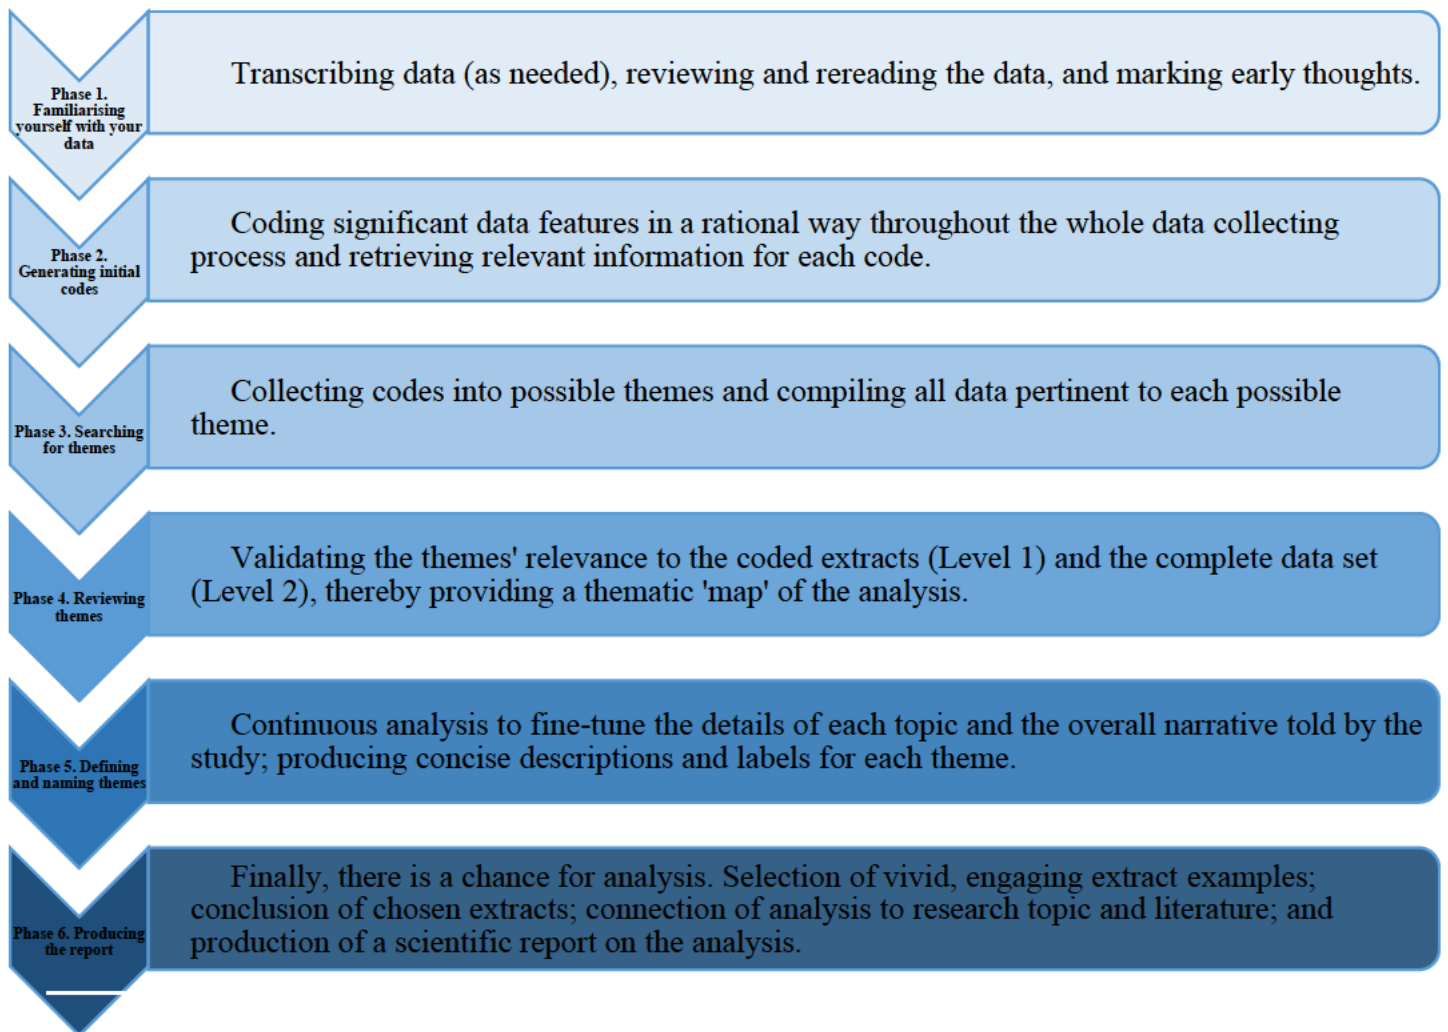 Phase 1.
Familiarising
yourself with your
data
Transcribing data (as needed), reviewing and rereading the data, and marking early thoughts.
Phase 2.
Generating initial
codes
Coding significant data features in a rational way throughout the whole data collecting
process and retrieving relevant information for each code.
Phase 3. Searching
for themes
Collecting codes into possible themes and compiling all data pertinent to each possible
theme.
Phase 4. Reviewing
themes
Validating the themes' relevance to the coded extracts (Level 1) and the complete data set
(Level 2), thereby providing a thematic 'map' of the analysis.
Phase 5. Defining
and naming themes
Continuous analysis to fine-tune the details of each topic and the overall narrative told by the
study; producing concise descriptions and labels for each theme.
Phase 6. Producing
the report
Finally, there is a chance for analysis. Selection of vivid, engaging extract examples;
conclusion of chosen extracts; connection of analysis to research topic and literature; and
production of a scientific report on the analysis.